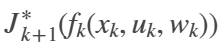 J^*_{k+1}(f_k(x_k, u_k, w_k))